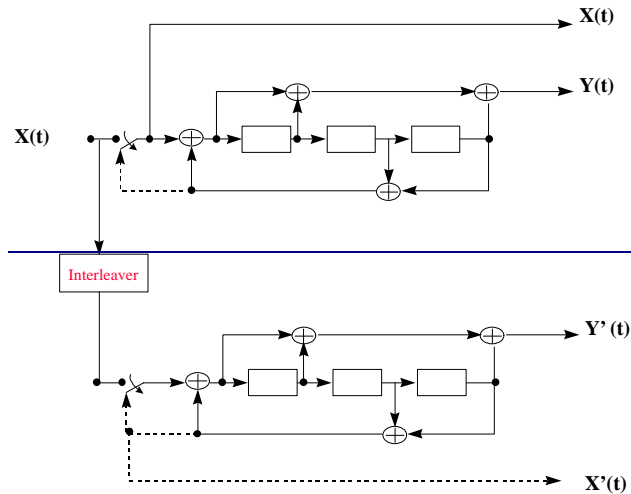 X(t)
Y(t)
X(t)
Interleaver
Y' (t)
X'(t)